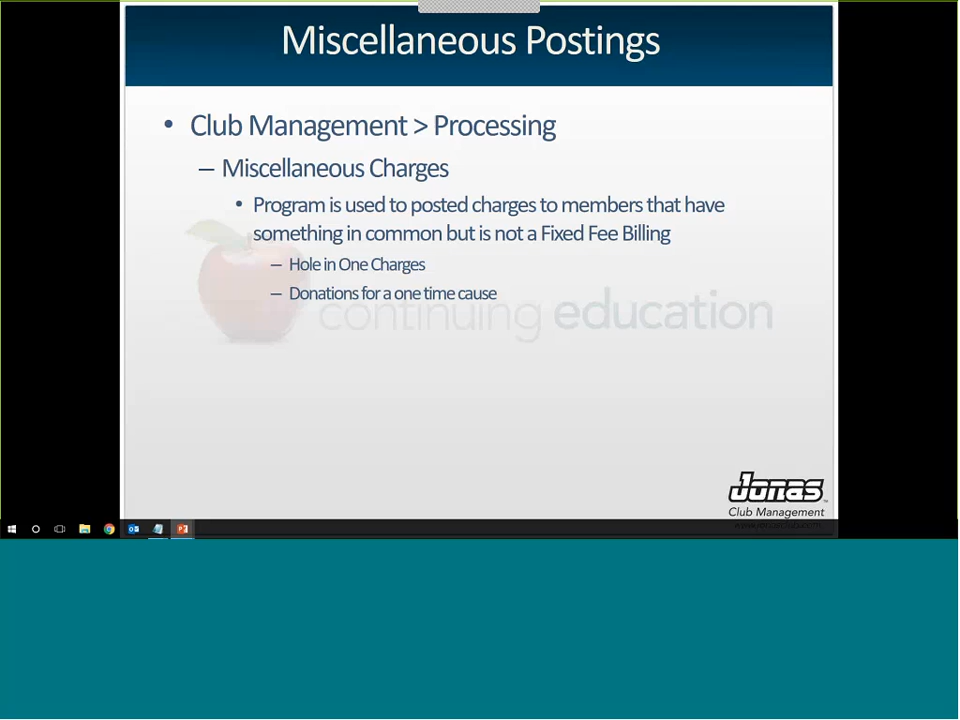 Miscellaneous Postings
• Club Management > Processing
– Miscellaneous Charges
• Program is used to posted charges to members that have
something in common but is not a Fixed Fee Billing
– Hole in One Charges
– Donations for a one time cause
continuing education
Jonas
Club Management